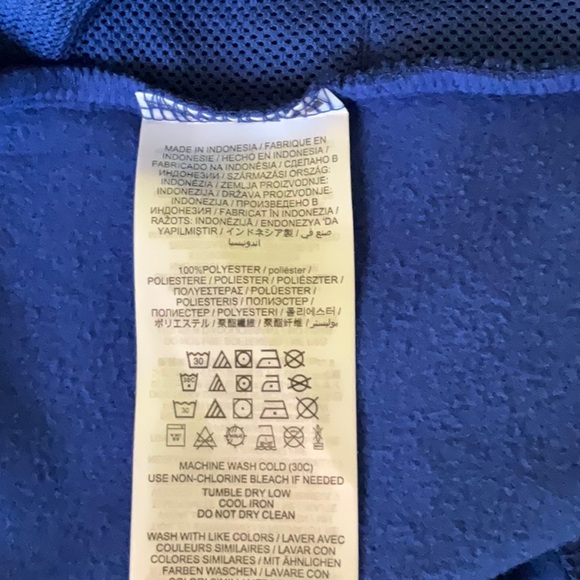 MADE IN INDONESIA / FABRIQUE EN
INDONESIE / HECHO EN INDONESIA /
FABRICADO NA INDONÉSIA / СДЕЛАНО В
ИНДОНЕЗИИ / SZÁRMAZÁSI ORSZÁG:
INDONÉZIA / ZEMLJA PROIZVODNJE:
INDONEZIJA / DRŽAVA PROIZVODNJE:
INDONEZIJA / ПРОИЗВЕДЕНО В
ИНДОНЕЗИЯ / FABRICAT ÎN INDONEZIA /
RAŽOTS: INDONĒZIJĀ / ENDONEZYA 'DA
YAPILMIŞTIR / インドネシア製 / صنع في
اندونيسيا
100%POLYESTER / poliéster /
POLIESTERE / POLIESTER / POLIÉSZTER /
ΠΟΛΥΕΣΤΕΡΑΣ / POLÜESTER /
POLIESTERIS / ПОЛИЭСТЕР /
ПОЛИЕСТЕР / POLYESTERI / 폴리에스터 /
ポリエステル / 聚酯纖維 / 聚酯纤维 / بوليستر
30
30
30
MACHINE WASH COLD (30C)
USE NON-CHLORINE BLEACH IF NEEDED
TUMBLE DRY LOW
COOL IRON
DO NOT DRY CLEAN
WASH WITH LIKE COLORS / LAVER AVEC
COULEURS SIMILAIRES / LAVAR CON
COLORES SIMILARES / MIT ÄHNLICHEN
FARBEN WASCHEN / LAVARE CON